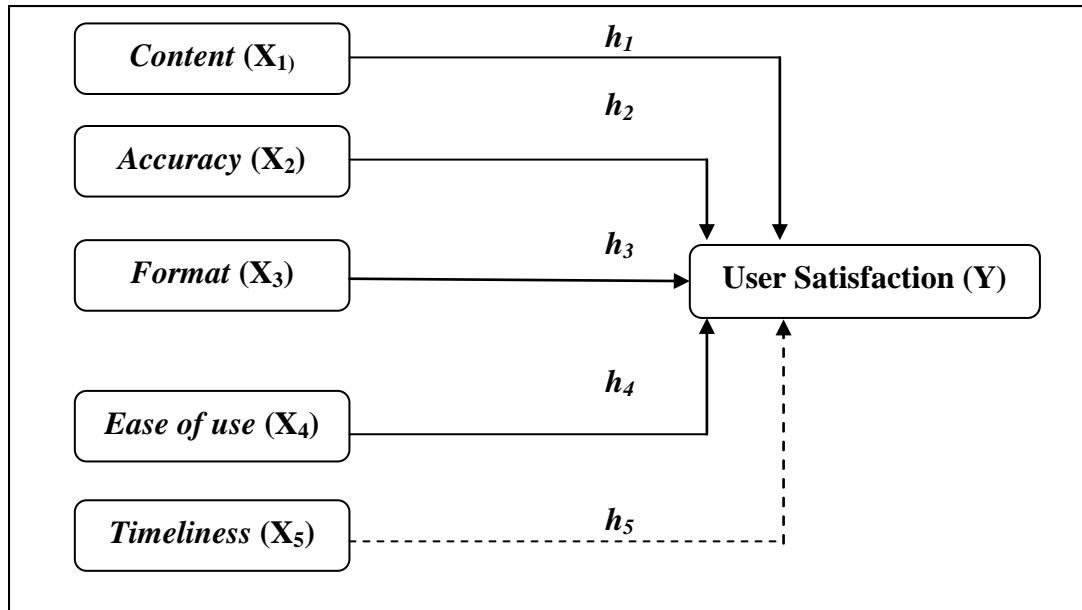 Content (X₁)
h₁
h₂
Accuracy (X₂)
h₃
Format (X₃)
User Satisfaction (Y)
h₄
Ease of use (X₄)
Timeliness (X₅)
h₅